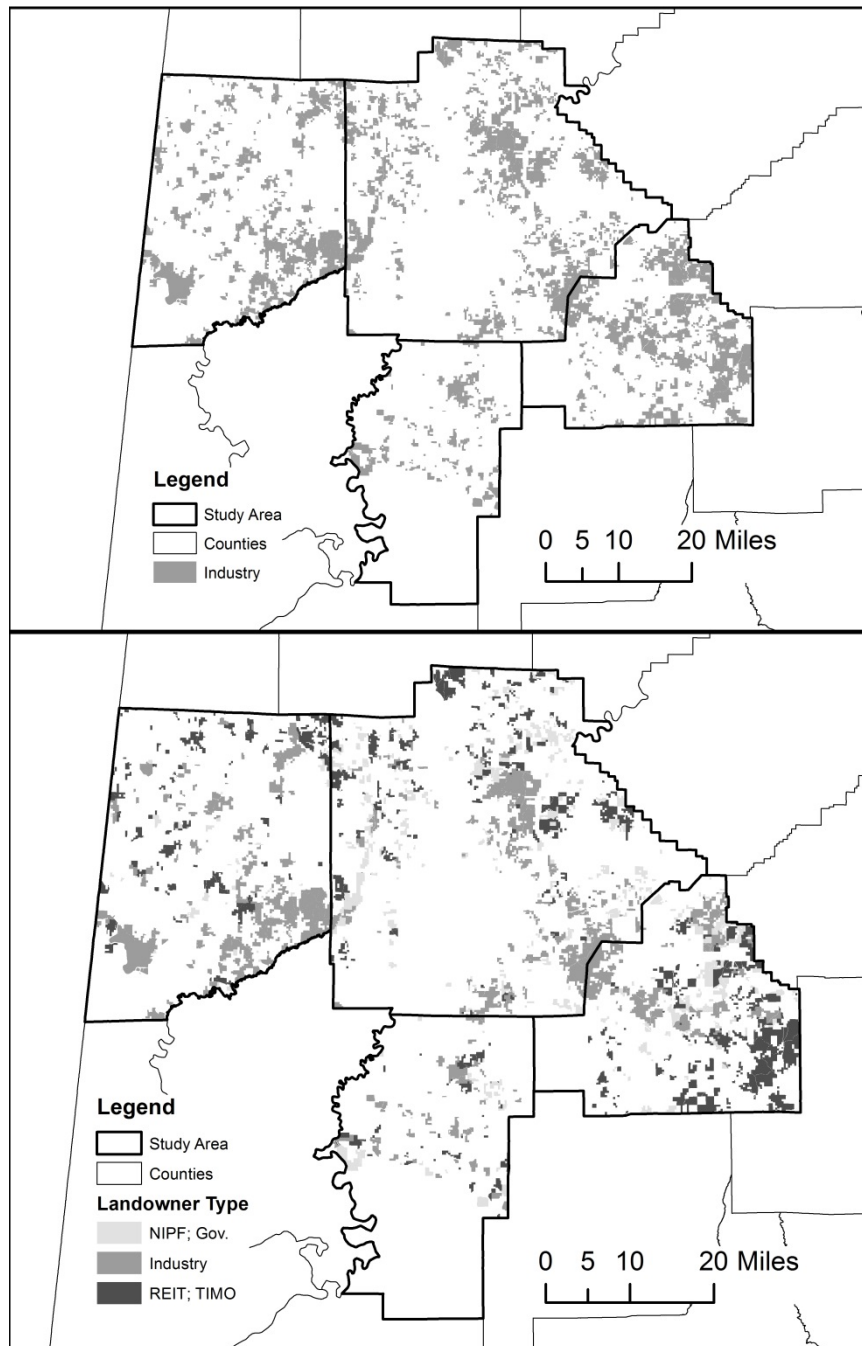 Legend
Study Area
Counties
Industry
0 5 10 20 Miles
Legend
Study Area
Counties
Landowner Type
NIPF; Gov.
Industry
REIT; TIMO
0 5 10 20 Miles